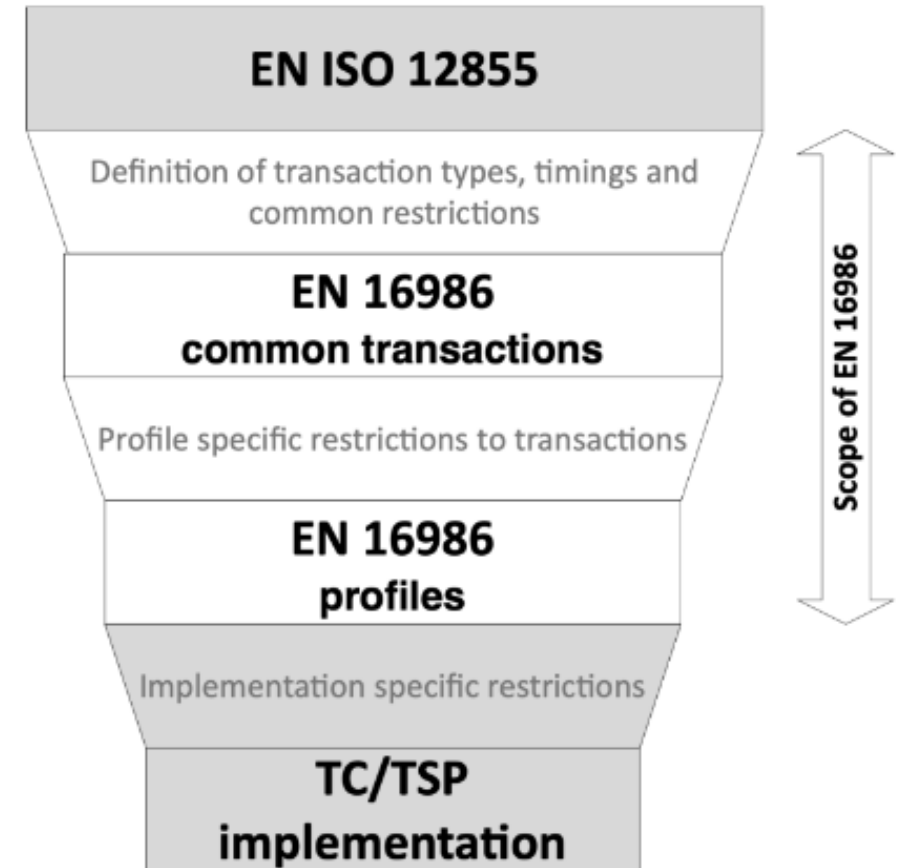 EN ISO 12855
Definition of transaction types, timings and
common restrictions
EN 16986
common transactions
Profile specific restrictions to transactions
EN 16986
profiles
Implementation specific restrictions
TC/TSP
implementation
Scope of EN 16986